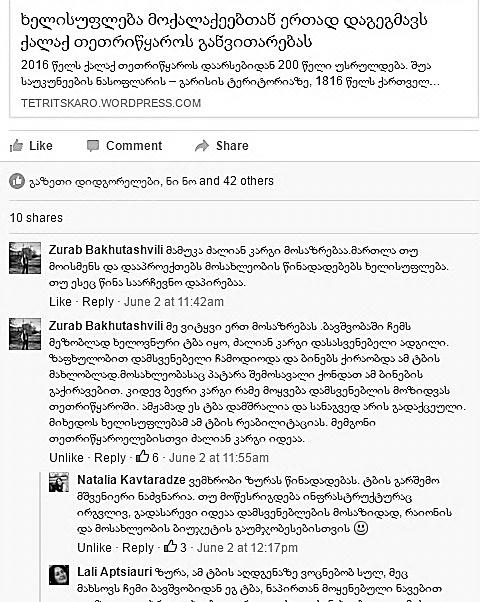 ხელისუფლება მოქალაქეებთან ერთად დაგეგმავს
ქალაქ თეთრიწყაროს განვითარებას
2016 წელს ქალაქ თეთრიწყაროს დაარსებიდან 200 წელი უსრულდება. შუა
საუკუნეების ნასოფლარის – გარისის ტერიტორიაზე, 1816 წელს ქართველ...
TETRITSKARO.WORDPRESS.COM
Like Comment Share
გაზეთი დიდგორელები, ნი ნო and 42 others
10 shares
Zurab Bakhutashvili მამუკა ძალიან კარგი მოსაზრებაა.მართლა თუ
მოისმენს და დააპროექთებს მოსახლეობის წინადადებებს ხელისუფლება.
თუ ესეც წინა საარჩევნო დაპირებაა.
Like · Reply · June 2 at 11:42am
Zurab Bakhutashvili მე ვიტყვი ერთ მოსაზრებას .ბავშვობაში ჩემს
მეზობლად ხელოვნური ტბა იყო, ძალიან კარგი დასასვენებელი ადგილი.
ზაფხულობით დამსვენებელი ჩამოდიოდა და ბინებს ქირაობდა ამ ტბის
მახლობლად.მოსახლეობასაც პატარა შემოსავალი ქონდათ ამ ბინების
გაქირავებით. კიდევ ბევრი კარგი რამე მოყვება დამსვენებლის მოზიდვას
თეთრიწყაროში. ამჟამად ეს ტბა დამშრალია და სანაგვედ არის გადაქცეული.
მიხედოს ხელისუფლებამ ამ ტბის რეაბილიტაციას. მემგონი
თეთრიწყაროელებისთვი ძალიან კარგი იდეაა.
Unlike · Reply · 6 · June 2 at 11:55am
Natalia Kavtaradze ვემხრობი ზურას წინადადებას. ტბის გარშემო
მშვენიერი ნაძვნარია. თუ მოწესრიგდება ინფრასტრუქტურაც
ირგვლივ, გადასარევი იდეაა დამსვენებლების მოსაზიდად, რაიონის
და მოსახლეობის ბიუჯეტის გაუმჯობესებისთვის
Unlike · Reply · 3 · June 2 at 12:17pm
Lali Aptsiauri ზურა, ამ ტბის აღდგენაზე ვოცნებობ სულ, მეც
მახსოვს ჩემი ბავშვობიდან ეგ ტბა, ნაპირთან მოყენებული ნავებით